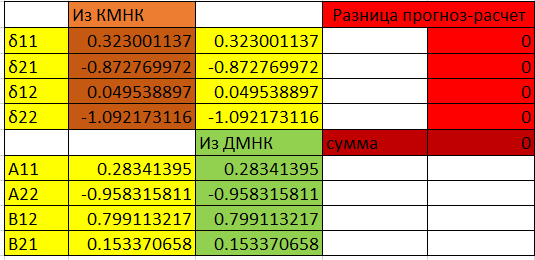 Из КМНК Разница прогноз-расчет
δ11 0.323001137 0.323001137 0
δ21 -0.872769972 -0.872769972 0
δ12 0.049538897 0.049538897 0
δ22 -1.092173116 -1.092173116 0
Из ДМНК сумма 0
A11 0.28341395 0.28341395
A22 -0.958315811 -0.958315811
B12 0.799113217 0.799113217
B21 0.153370658 0.153370658